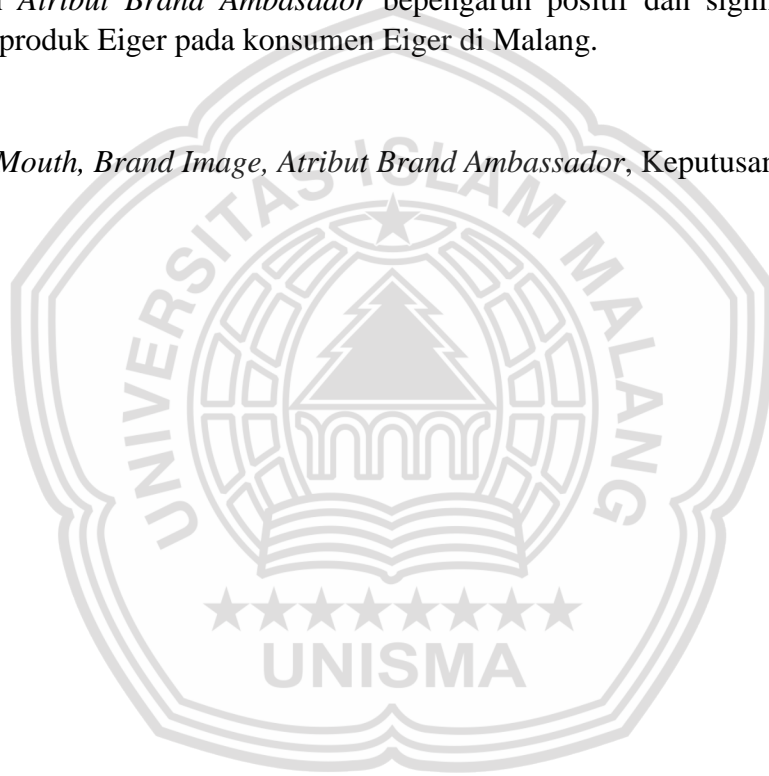 Atribut Brand Ambasador bepengaruh positif dan
produk Eiger pada konsumen Eiger di Malang.
Mouth, Brand Image, Atribut Brand Ambassador, Keputusan
UNIVERSITAS ISLAM MALANG
UNISMA